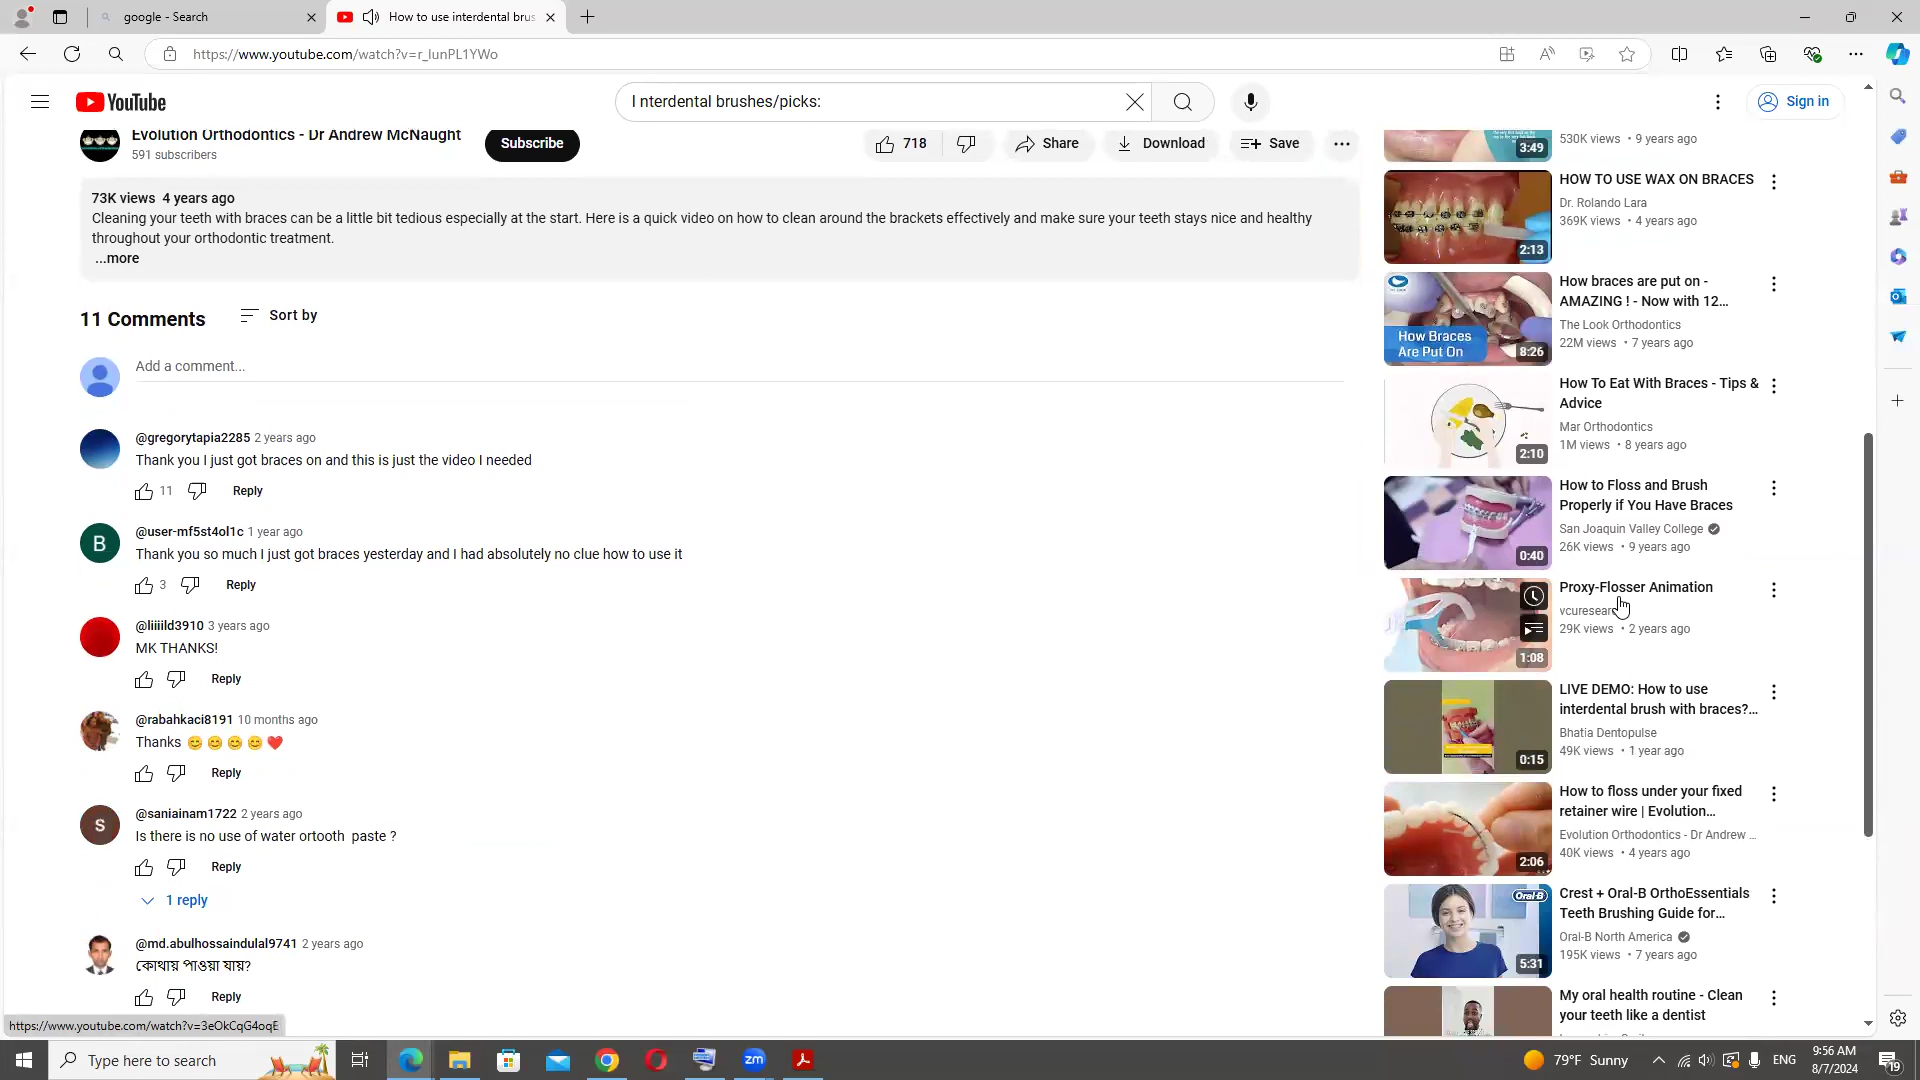 google - Search
How to use interdental brus
https://www.youtube.com/watch?v=r_lunPL1YWo
YouTube
I nterdental brushes/picks:
Sign in
Evolution Orthodontics - Dr Andrew McNaught
591 subscribers
Subscribe
718
Share
Download
Save
73K views 4 years ago
Cleaning your teeth with braces can be a little bit tedious especially at the start. Here is a quick video on how to clean around the brackets effectively and make sure your teeth stays nice and healthy
throughout your orthodontic treatment.
...more
11 Comments
Sort by
Add a comment...
@gregorytapia2285 2 years ago
Thank you I just got braces on and this is just the video I needed
11
Reply
B
@user-mf5st4ol1c 1 year ago
Thank you so much I just got braces yesterday and I had absolutely no clue how to use it
3
Reply
@liiiild3910 3 years ago
MK THANKS!
Reply
@rabahkaci8191 10 months ago
Thanks 😊 😊 😊 😊 ❤️
Reply
S
@saniainam1722 2 years ago
Is there is no use of water ortooth paste ?
Reply
1 reply
@md.abulhossaindulal9741 2 years ago
কোথায় পাওয়া যায়?
Reply
3:49
530K views • 9 years ago
2:13
HOW TO USE WAX ON BRACES
Dr. Rolando Lara
369K views • 4 years ago
How Braces
Are Put On
8:26
How braces are put on -
AMAZING ! - Now with 12...
The Look Orthodontics
22M views • 7 years ago
2:10
How To Eat With Braces - Tips &
Advice
Mar Orthodontics
1M views • 8 years ago
0:40
How to Floss and Brush
Properly if You Have Braces
San Joaquin Valley College
26K views • 9 years ago
1:08
Proxy-Flosser Animation
29K views • 2 years ago
0:15
LIVE DEMO: How to use
interdental brush with braces?...
Bhatia Dentopulse
49K views • 1 year ago
2:06
How to floss under your fixed
retainer wire | Evolution...
Evolution Orthodontics - Dr Andrew ...
40K views • 4 years ago
Oral-B
5:31
Crest + Oral-B OrthoEssentials
Teeth Brushing Guide for...
Oral-B North America
195K views • 7 years ago
My oral health routine - Clean
your teeth like a dentist
https://www.youtube.com/watch?v=3eOkCqG4oqE
Type here to search
zm
79°F Sunny
ENG
9:56 AM
8/7/2024
19